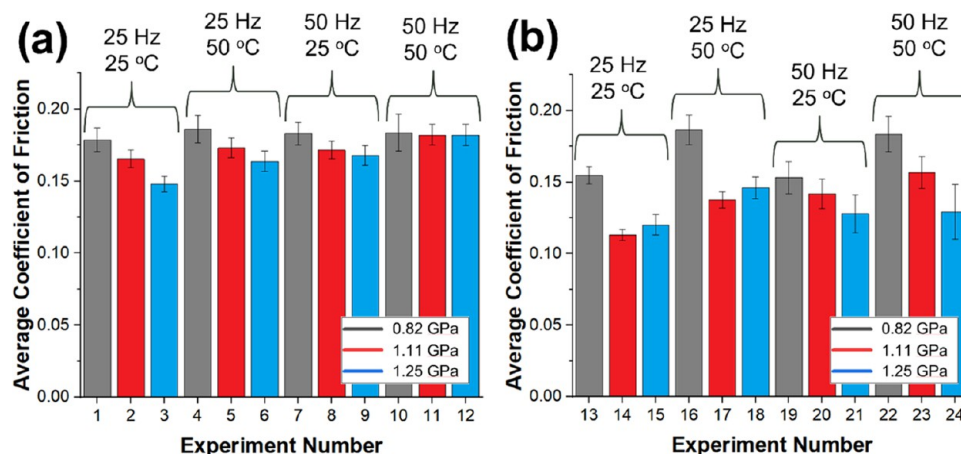 (a)
25 Hz
25 °C
25 Hz
50 °C
50 Hz
25 °C
50 Hz
50 °C
Average Coefficient of Friction
0.20
0.15
0.10
0.05
0.00
0.82 GPa
1.11 GPa
1.25 GPa
1 2 3 4 5 6 7 8 9 10 11 12
Experiment Number
(b)
25 Hz
25 °C
25 Hz
50 °C
50 Hz
25 °C
50 Hz
50 °C
Average Coefficient of Friction
0.20
0.15
0.10
0.05
0.00
0.82 GPa
1.11 GPa
1.25 GPa
13 14 15 16 17 18 19 20 21 22 23 24
Experiment Number